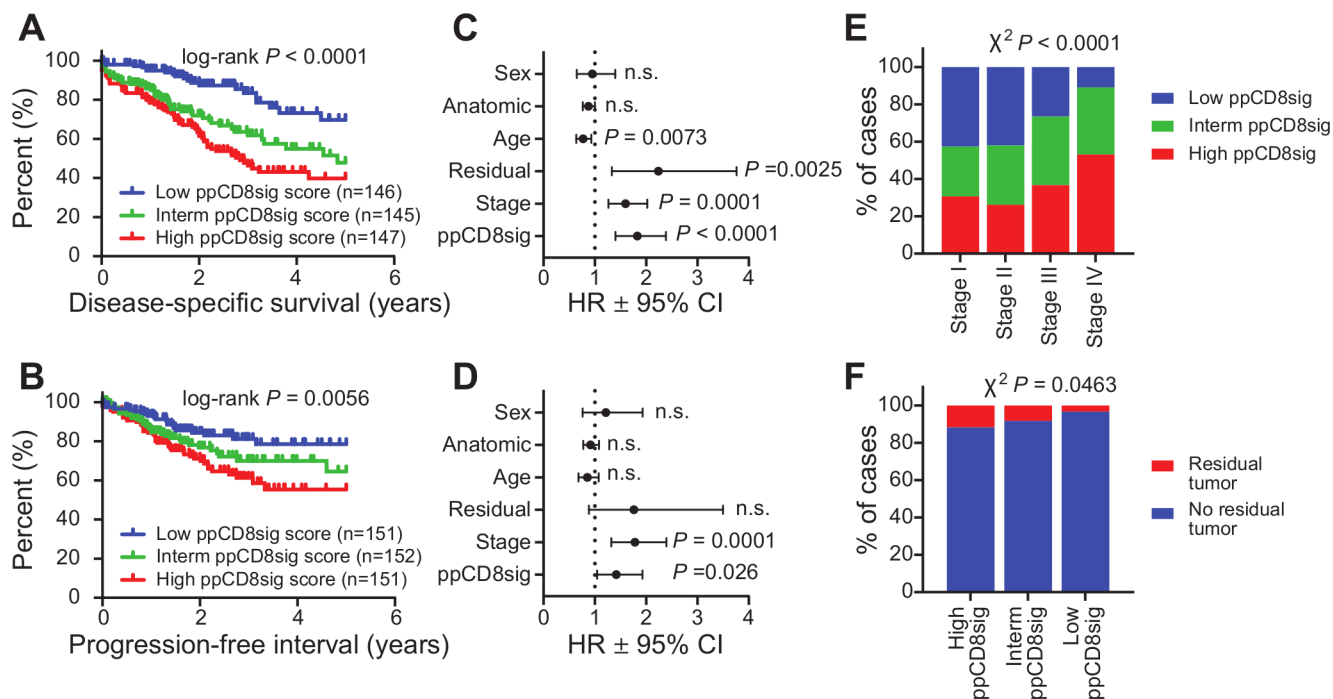 A
log-rank P < 0.0001
Percent (%)
100
80
60
40
20
0
Low ppCD8sig score (n=146)
Interm ppCD8sig score (n=145)
High ppCD8sig score (n=147)
0
2
4
6
Disease-specific survival (years)
B
log-rank P = 0.0056
Percent (%)
100
80
60
40
20
0
Low ppCD8sig score (n=151)
Interm ppCD8sig score (n=152)
High ppCD8sig score (n=151)
0
2
4
6
Progression-free interval (years)
C
Sex
n.s.
Anatomic
n.s.
Age
P = 0.0073
Residual
P =0.0025
Stage
P = 0.0001
ppCD8sig
P < 0.0001
0
1
2
4
HR ± 95% CI
D
Sex
n.s.
Anatomic
n.s.
Age
n.s.
Residual
n.s.
Stage
P = 0.0001
ppCD8sig
P =0.026
0
1
2
4
HR ± 95% CI
E
χ² P < 0.0001
% of cases
100
80
60
40
20
0
Stage I
Stage II
Stage III
Stage IV
Low ppCD8sig
Interm ppCD8sig
High ppCD8sig
F
χ² P = 0.0463
% of cases
100
80
60
40
20
0
High
ppCD8sig
Interm
ppCD8sig
Low
ppCD8sig
Residual
tumor
No residual
tumor